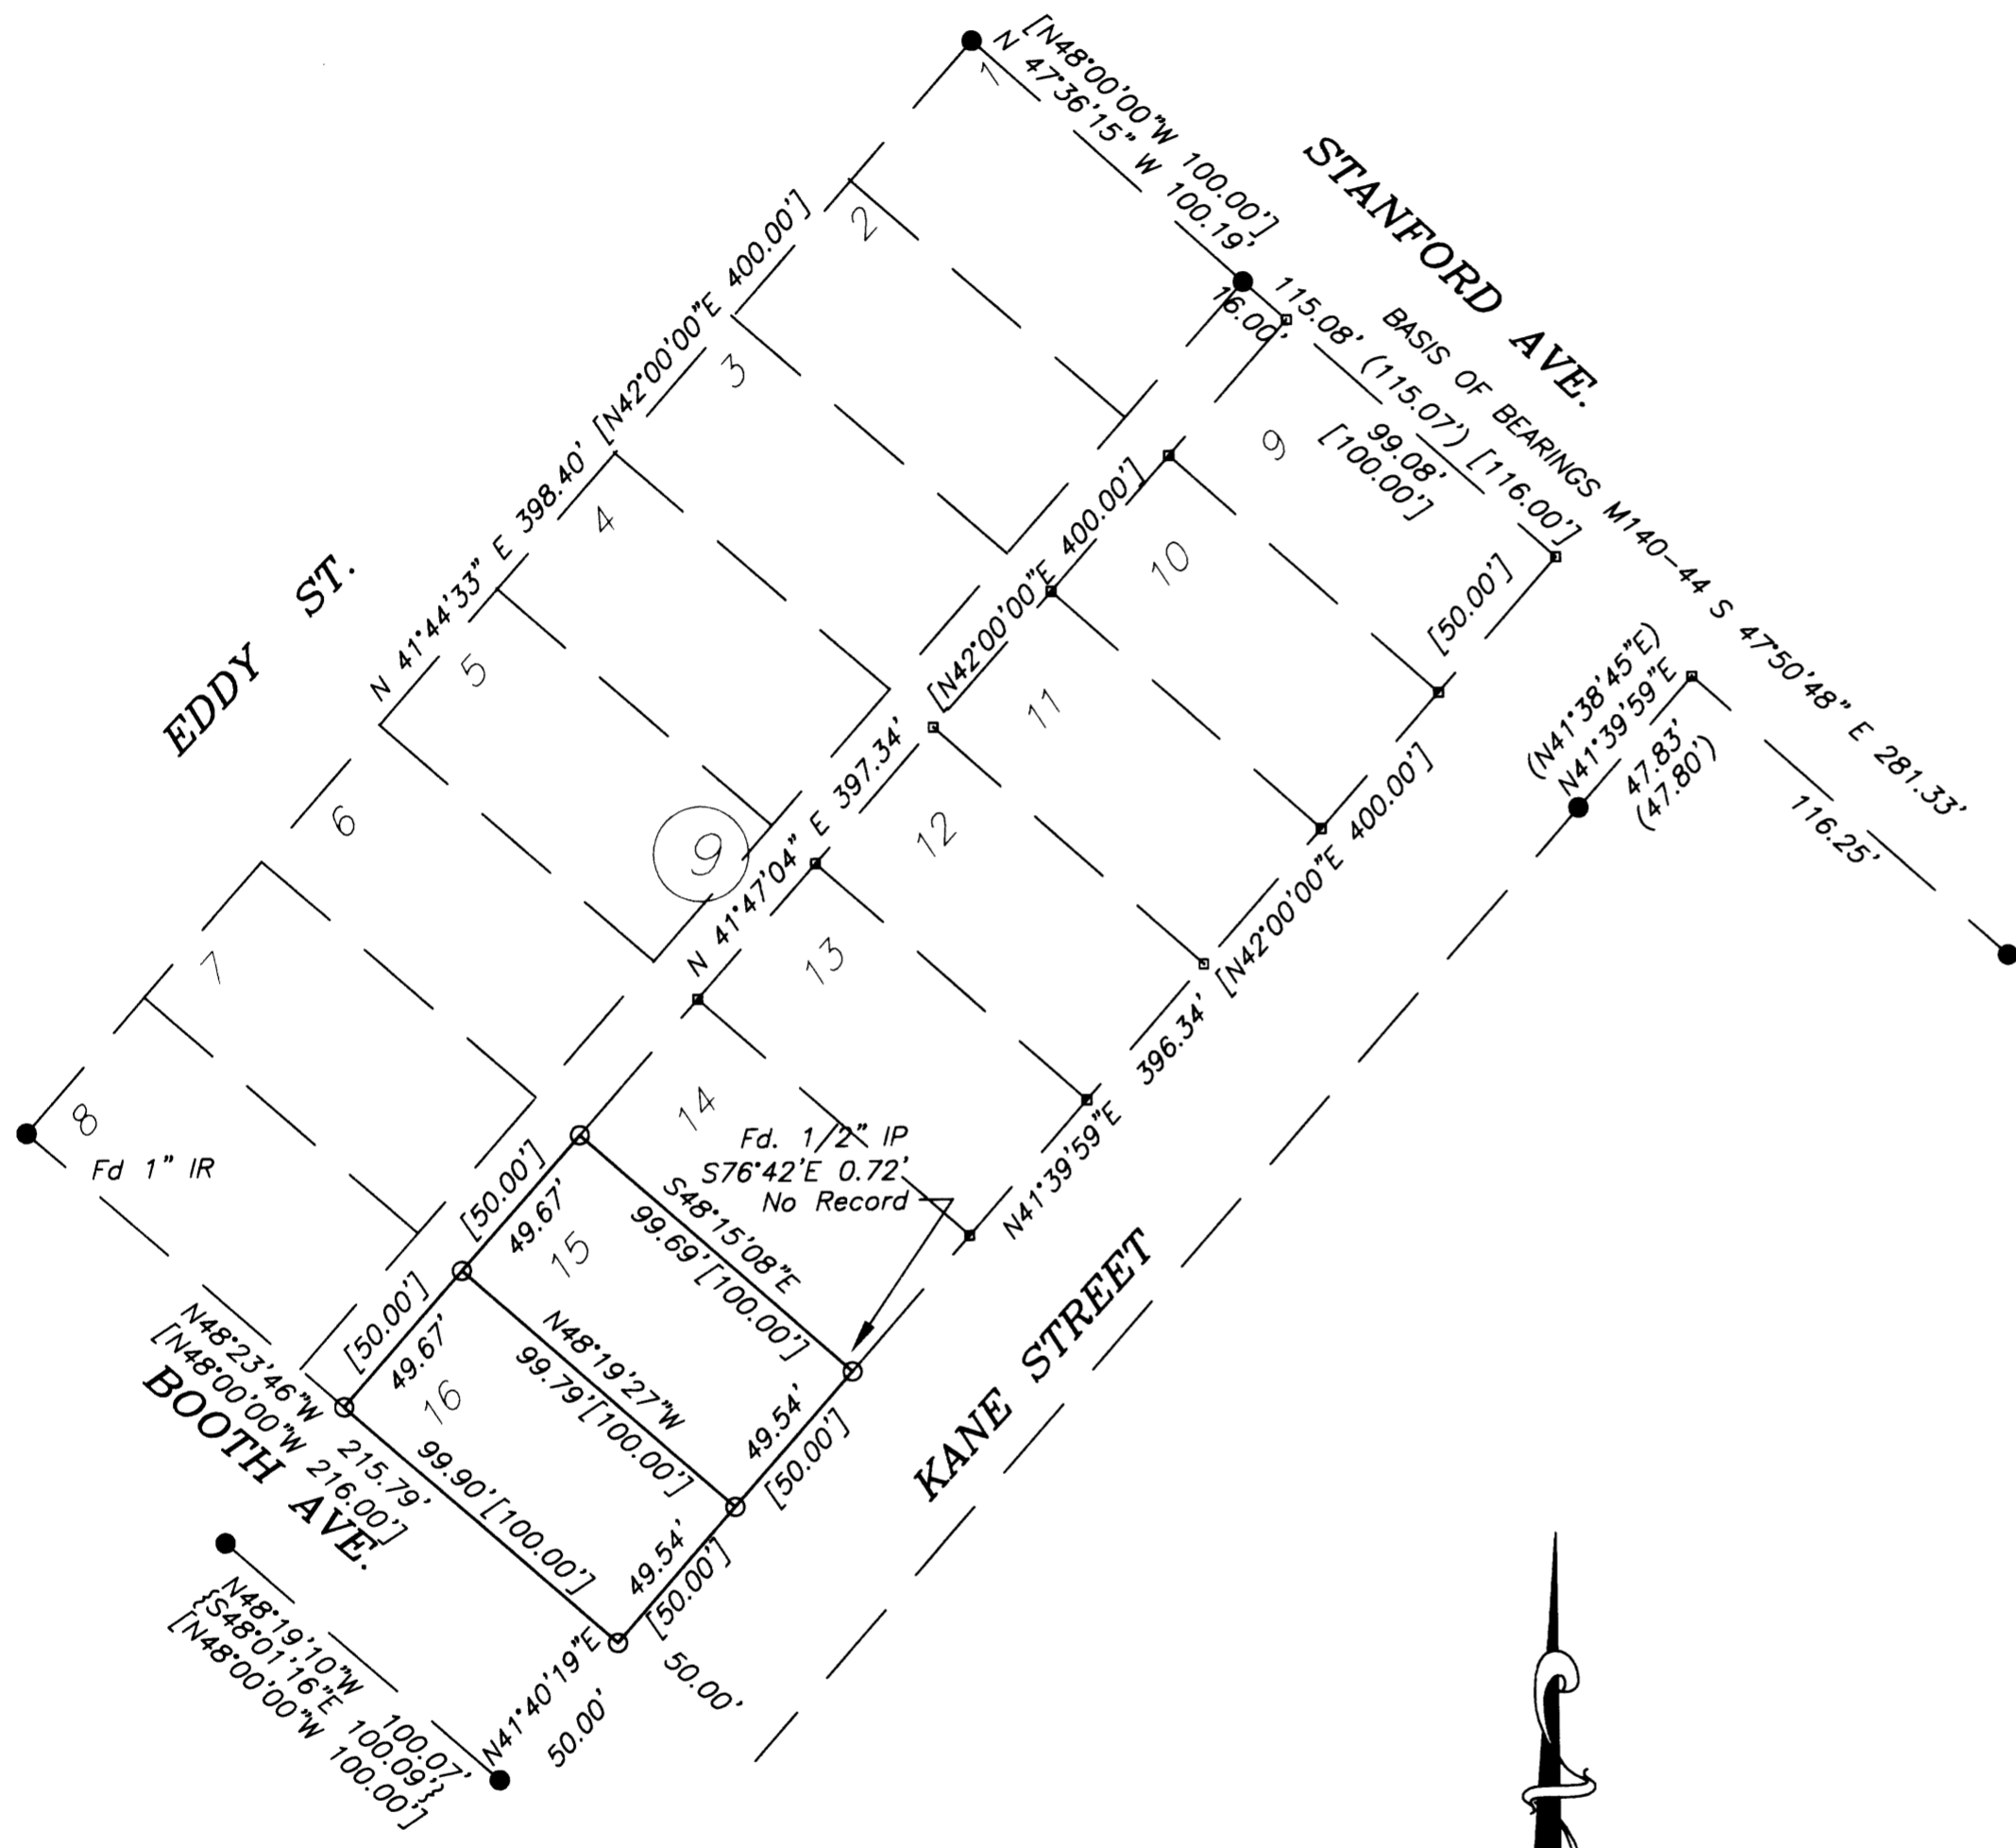 [N48°00'00"W 100.00']
N 47°36'15" W 100.19'
STANFORD AVE.
1
2
3
4
5
6
7
8
N 41°44'33" E 398.40' [N42°00'00"E 400.00']
EDDY ST.
16.00'
115.08' (115.07') [116.00']
99.08'
[100.00']
BASIS OF BEARINGS M140-44 S 47°50'48" E 281.33'
116.25'
9
10
11
12
13
14
15
16
9
[50.00']
N 41°47'04" E 397.34' [N42°00'00"E 400.00']
(N41°38'45"E)
N41°39'59"E
47.83'
(47.80')
N41°39'59"E 396.34' [N42°00'00"E 400.00']
Fd. 1/2" IP
S76°42'E 0.72'
No Record
Fd 1" IR
[50.00']
49.67'
S48°15'08"E
99.69' [100.00']
[50.00']
49.67'
N48°19'27"W
99.79' [100.00']
49.54'
[50.00']
KANE STREET
N48°23'46"W 215.79'
[N48°00'00"W 216.00']
BOOTH AVE.
99.90' [100.00']
49.54'
[50.00']
50.00'
N41°40'19"E
50.00'
N48°19'10"W 100.07'
{S48°01'16"E 100.09'}
[N48°00'00"W 100.00']